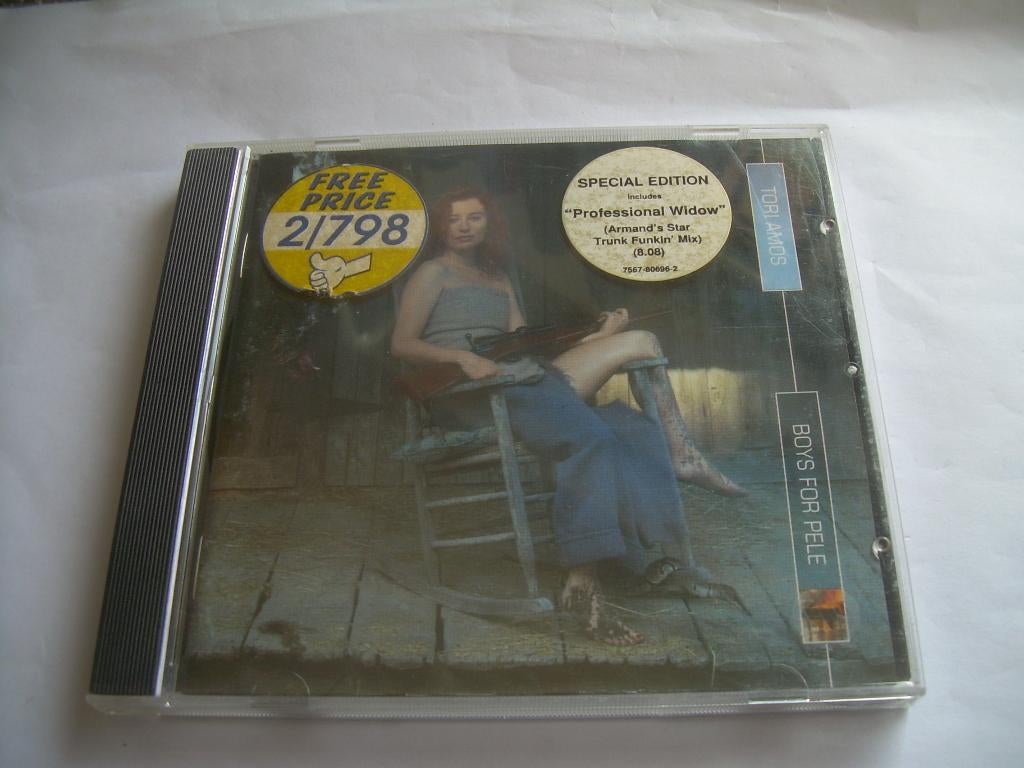 FREE
PRICE
2/798
SPECIAL EDITION
includes
"Professional Widow"
(Armand's Star
Trunk Funkin' Mix)
(8.08)
7567-80696-2
TORI AMOS
BOYS FOR PELE